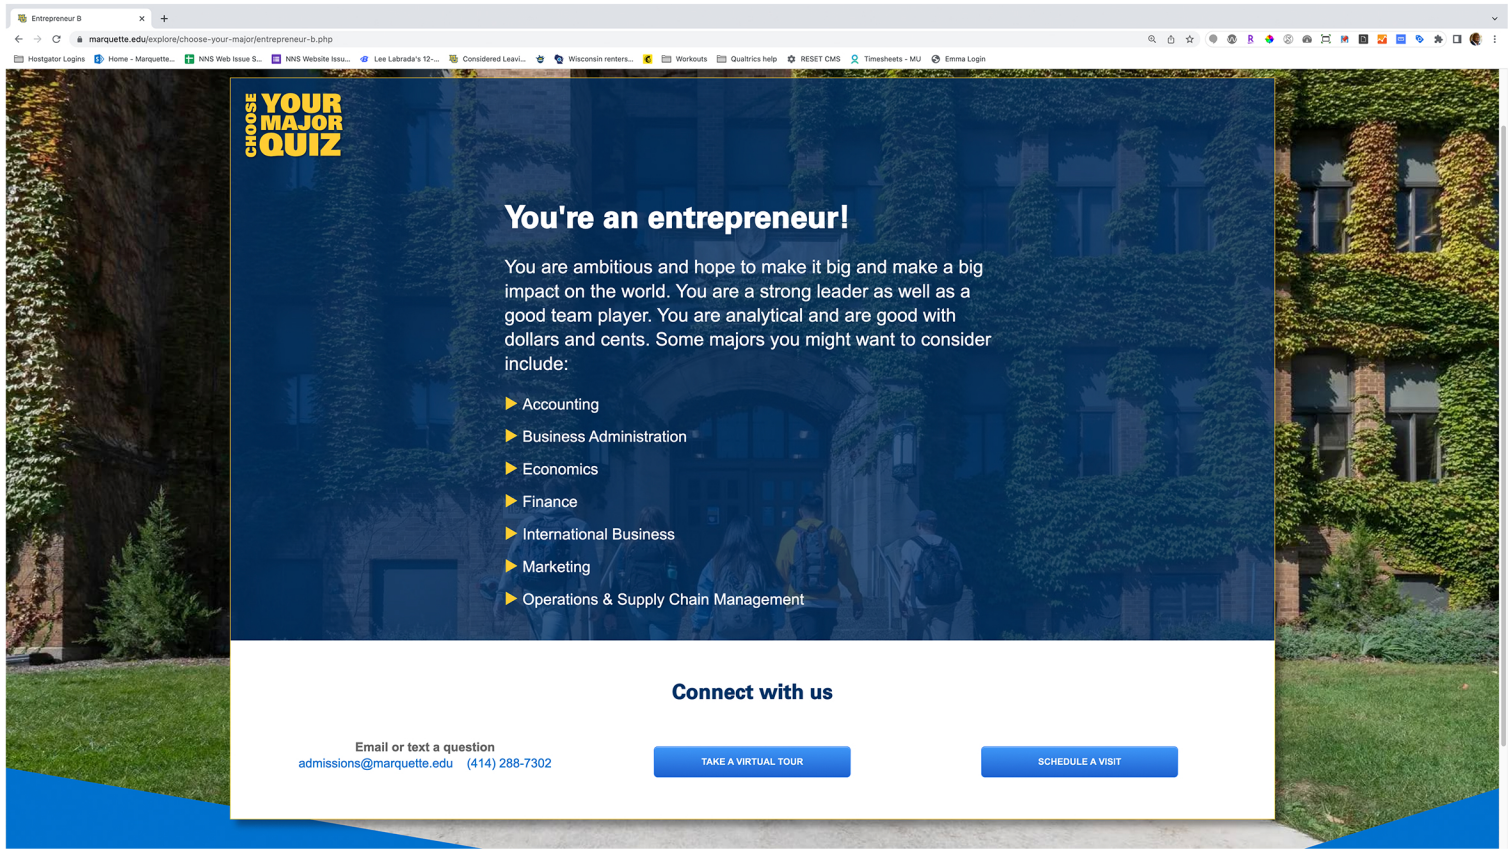 Entrepreneur B
marquette.edu/explore/choose-your-major/entrepreneur-b.php
Hostgator Logins
Home - Marquette...
NNS Web Issue S...
NNS Website Issu...
Lee Labrada's 12-...
Considered Leavi...
Wisconsin renters...
Workouts
Qualtrics help
RESET CMS
Timesheets - MU
Emma Login
CHOOSE
YOUR
MAJOR
QUIZ
You're an entrepreneur!
You are ambitious and hope to make it big and make a big
impact on the world. You are a strong leader as well as a
good team player. You are analytical and are good with
dollars and cents. Some majors you might want to consider
include:
Accounting
Business Administration
Economics
Finance
International Business
Marketing
Operations & Supply Chain Management
Connect with us
Email or text a question
admissions@marquette.edu (414) 288-7302
TAKE A VIRTUAL TOUR
SCHEDULE A VISIT